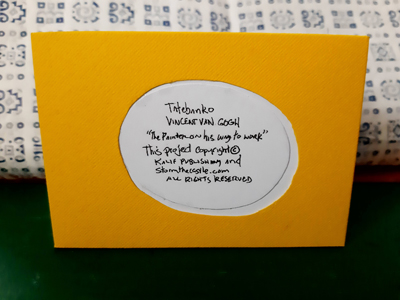 Tatebanko
VINCENT VAN GOGH
"The Painter on his way to work"
This project Copyright©
Kalif Publishing and
Stormthecastle.com
ALL RIGHTS RESERVED